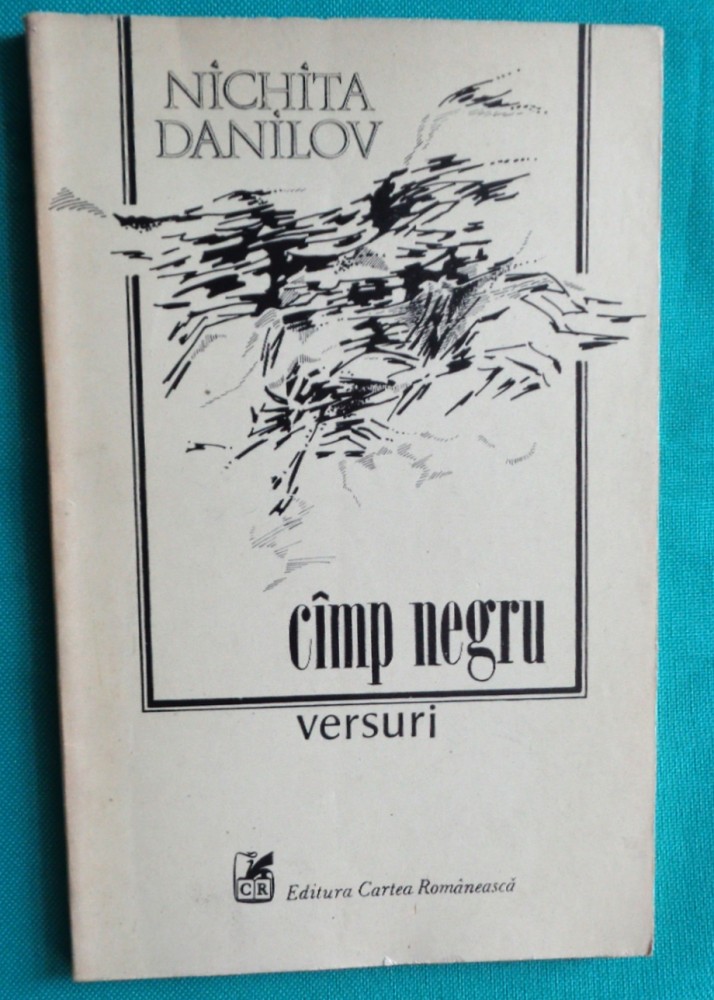 NICHITA
DANILOV
cîmp negru
versuri
CR
Editura Cartea Românească